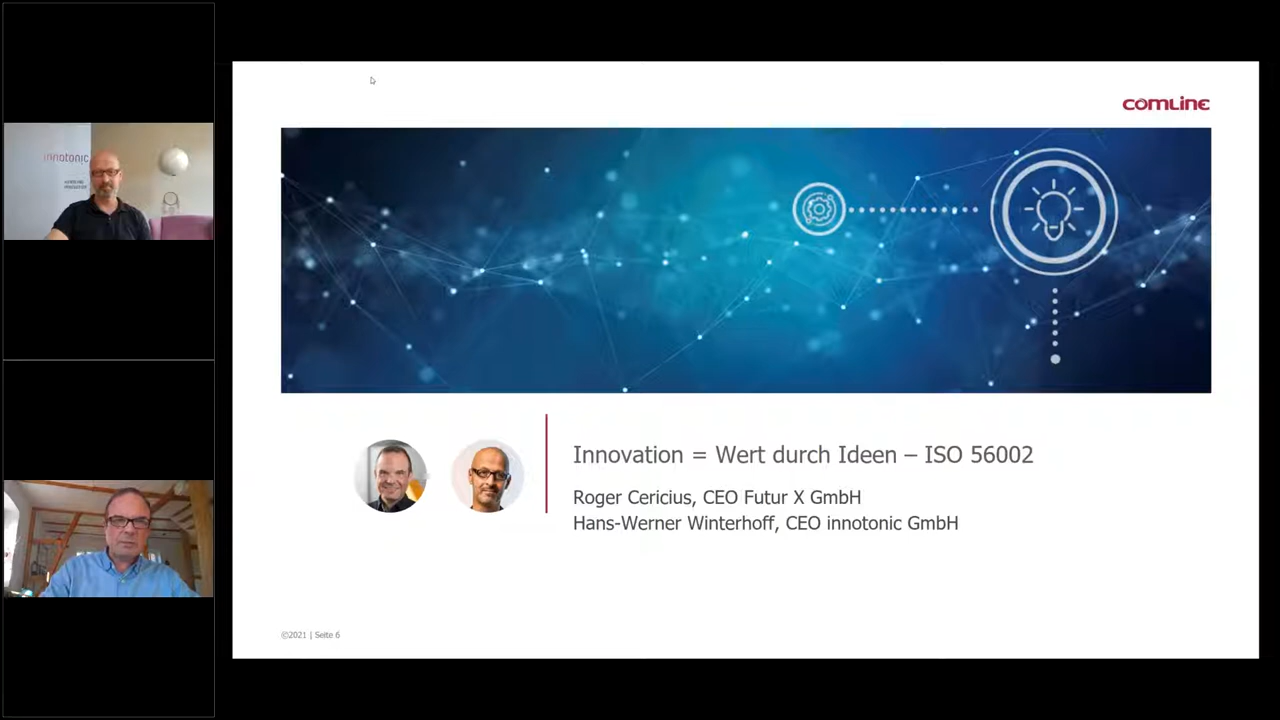 innotonic
comline
Innovation = Wert durch Ideen – ISO 56002
Roger Cericius, CEO Futur X GmbH
Hans-Werner Winterhoff, CEO innotonic GmbH
©2021 | Seite 6